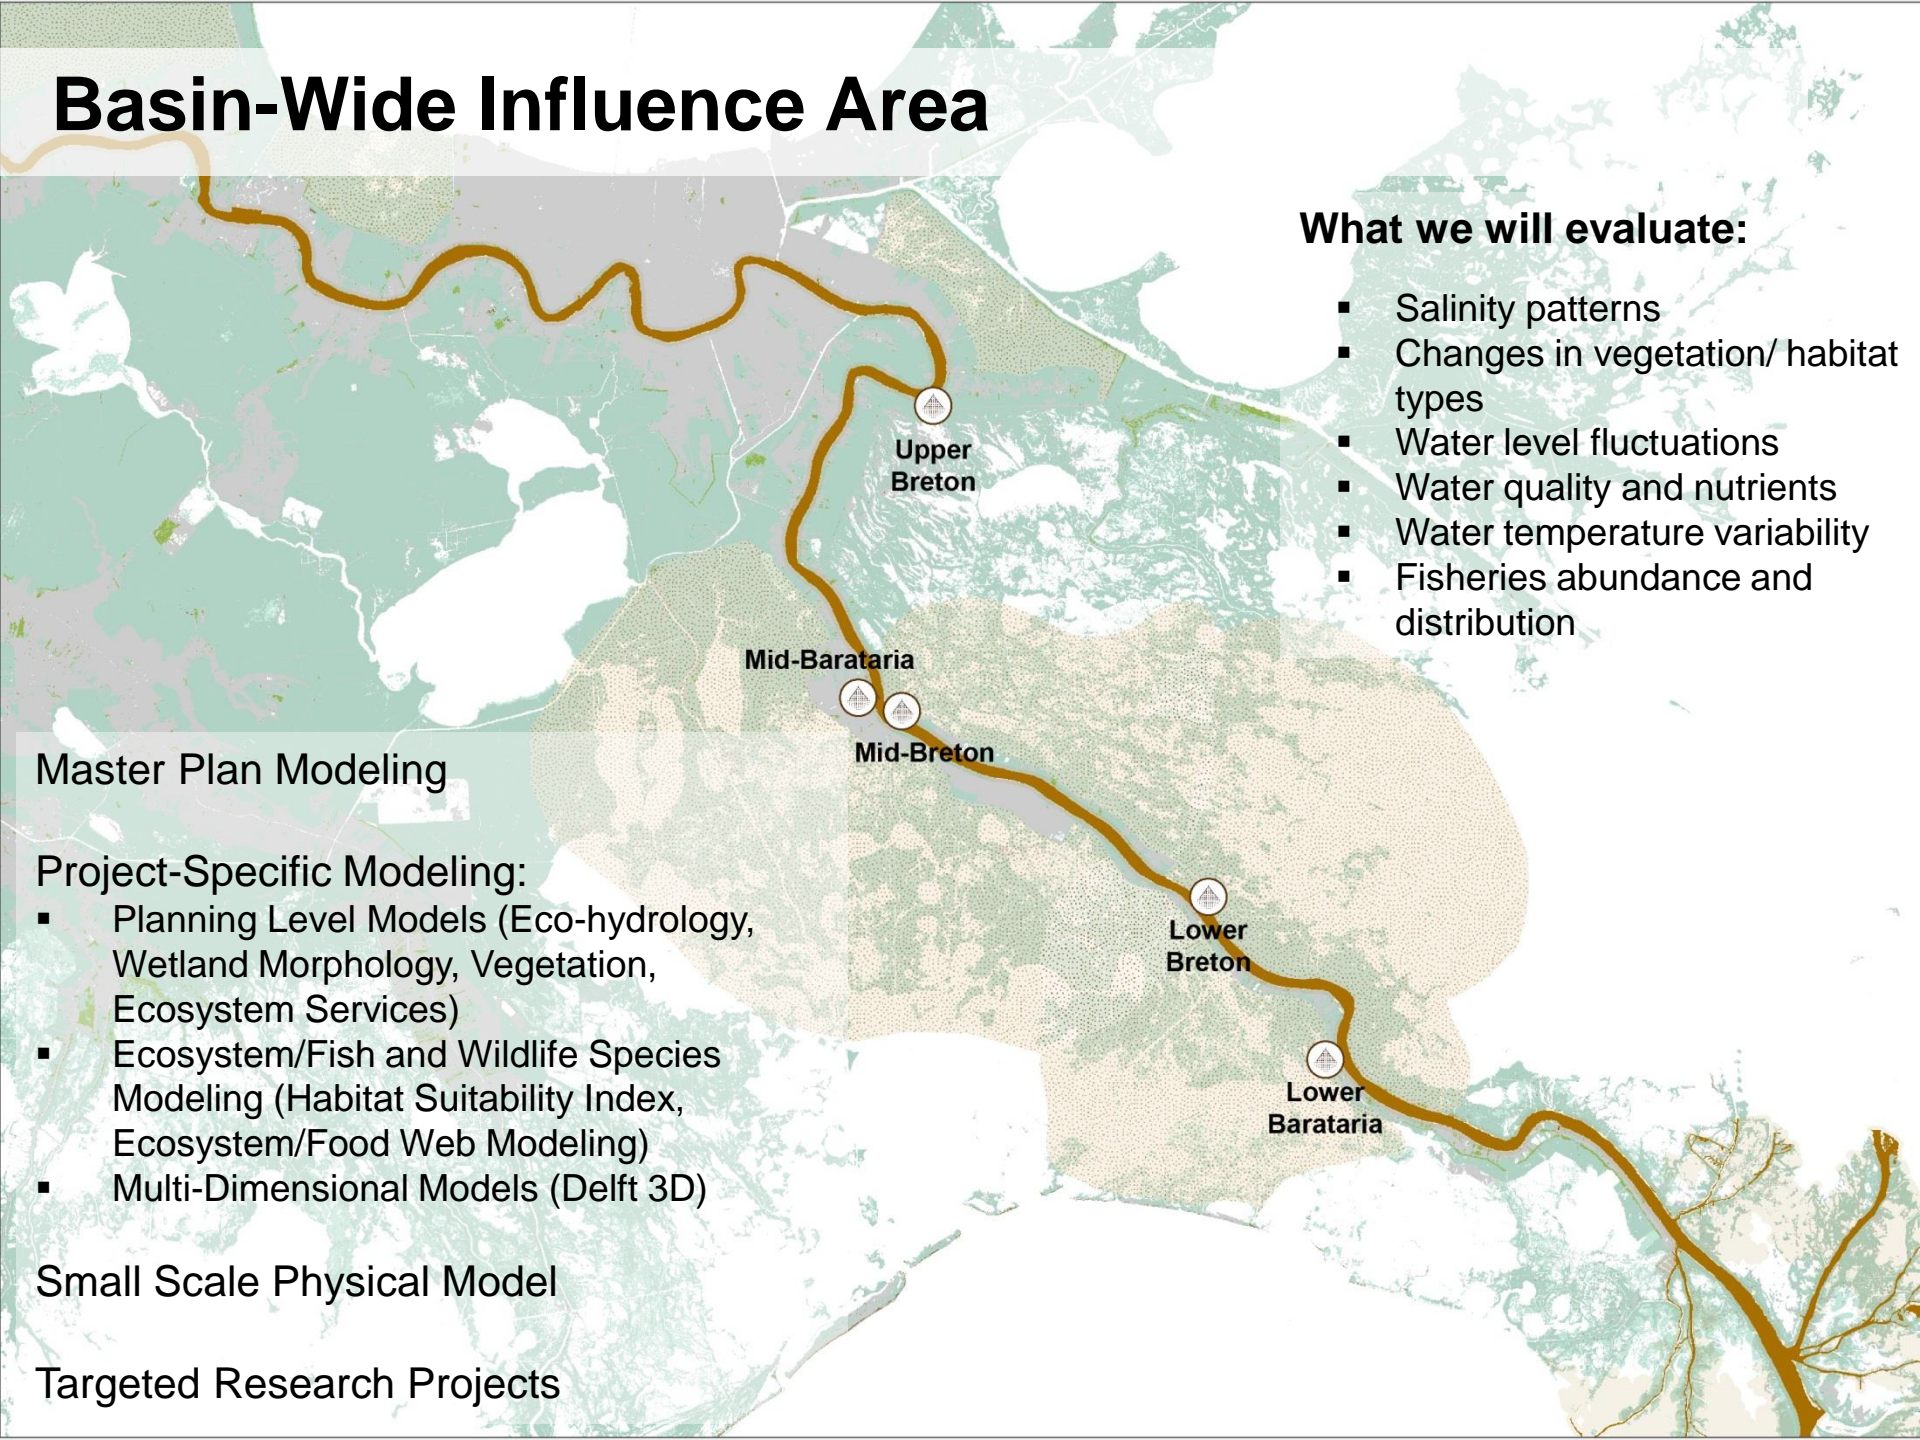 Basin-Wide Influence Area
What we will evaluate:
▪ Salinity patterns
▪ Changes in vegetation/ habitat
types
▪ Water level fluctuations
▪ Water quality and nutrients
▪ Water temperature variability
▪ Fisheries abundance and
distribution
Upper
Breton
Mid-Barataria
Mid-Breton
Lower
Breton
Lower
Barataria
Master Plan Modeling
Project-Specific Modeling:
▪ Planning Level Models (Eco-hydrology,
Wetland Morphology, Vegetation,
Ecosystem Services)
▪ Ecosystem/Fish and Wildlife Species
Modeling (Habitat Suitability Index,
Ecosystem/Food Web Modeling)
▪ Multi-Dimensional Models (Delft 3D)
Small Scale Physical Model
Targeted Research Projects